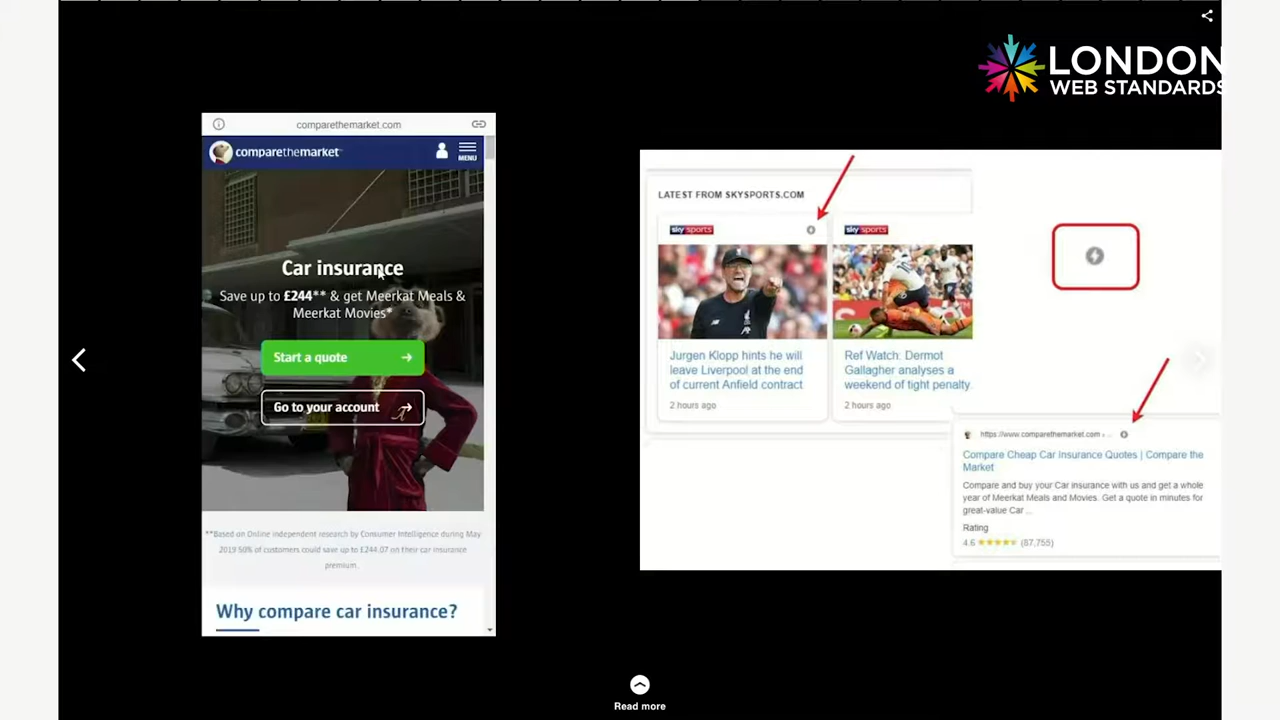 LONDON
WEB STANDARDS
comparethemarket.com
comparethemarket
MENU
Car insurance
Save up to £244** & get Meerkat Meals &
Meerkat Movies*
Start a quote
Go to your account
**Based on Online independent research by Consumer Intelligence during May
2019 50% of customers could save up to £244.07 on their car insurance
premium.
Why compare car insurance?
LATEST FROM SKYSPORTS.COM
sky sports
Jurgen Klopp hints he will
leave Liverpool at the end
of current Anfield contract
2 hours ago
sky sports
Ref Watch: Dermot
Gallagher analyses a
weekend of tight penalty
2 hours ago
https://www.comparethemarket.com › ...
Compare Cheap Car Insurance Quotes | Compare the
Market
Compare and buy your Car insurance with us and get a whole
year of Meerkat Meals and Movies. Get a quote in minutes for
great-value Car ...
Rating
4.6 ★★★★★ (87,755)
Read more